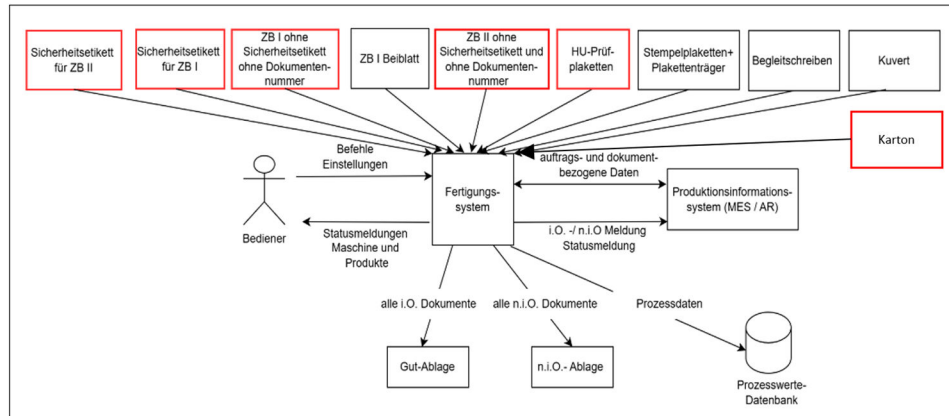 Sicherheitsetikett
für ZB II
Sicherheitsetikett
für ZB I
ZB I ohne
Sicherheitsetikett
ohne Dokumenten-
nummer
ZB I Beiblatt
ZB II ohne
Sicherheitsetikett und
ohne Dokumenten-
nummer
HU-Prüf-
plaketten
Stempelplaketten+
Plakettenträger
Begleitschreiben
Kuvert
Karton
Befehle
Einstellungen
Fertigungs-
system
auftrags- und dokument-
bezogene Daten
Produktionsinformations-
system (MES / AR)
Bediener
Statusmeldungen
Maschine und
Produkte
i.O. -/ n.i.O Meldung
Statusmeldung
alle i.O. Dokumente
alle n.i.O. Dokumente
Prozessdaten
Gut-Ablage
n.i.O.- Ablage
Prozesswerte-
Datenbank